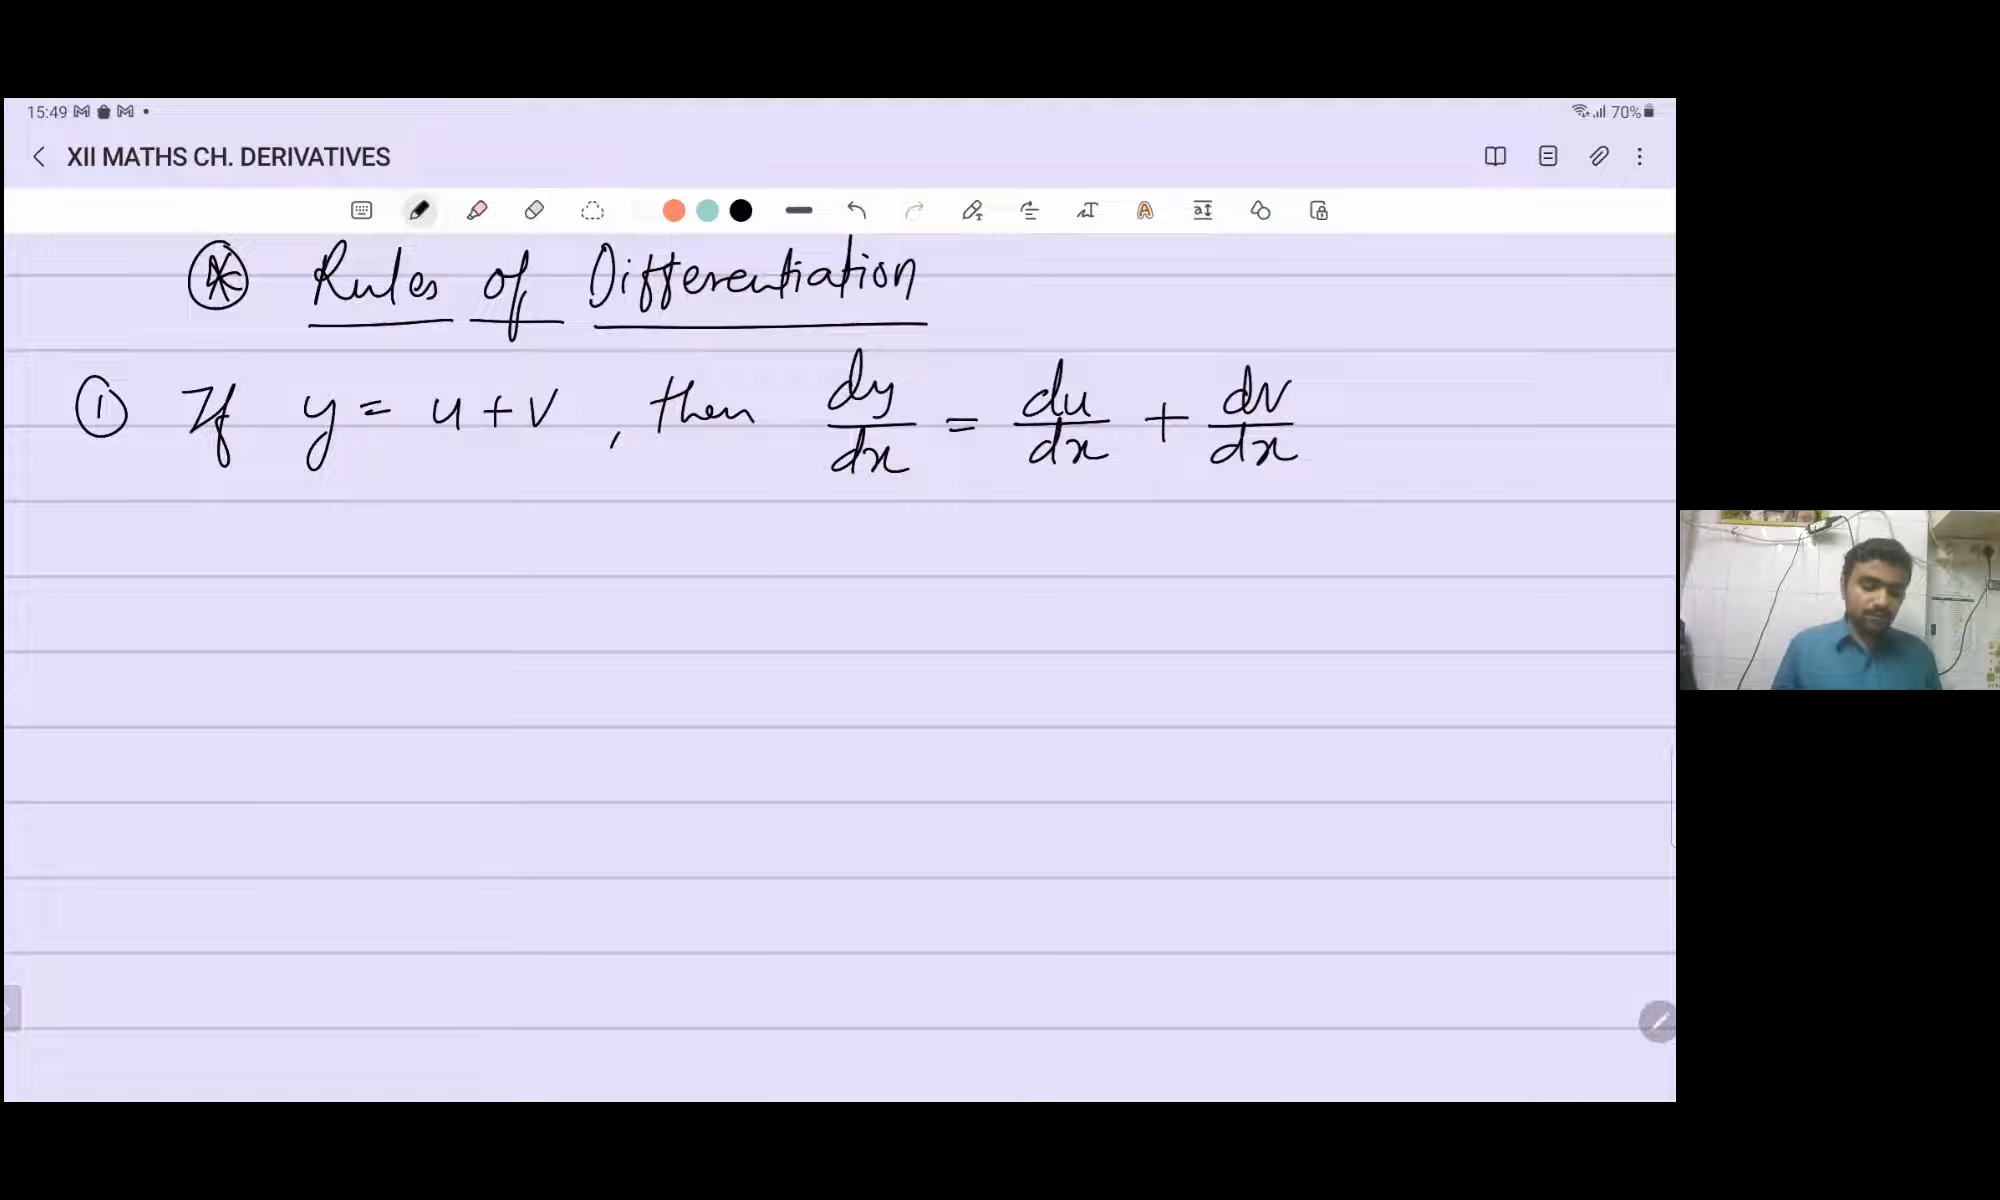 15:49
70%
XII MATHS CH. DERIVATIVES
Rules of Differentiation
① If y = u + v , then dy/dx = du/dx + dv/dx